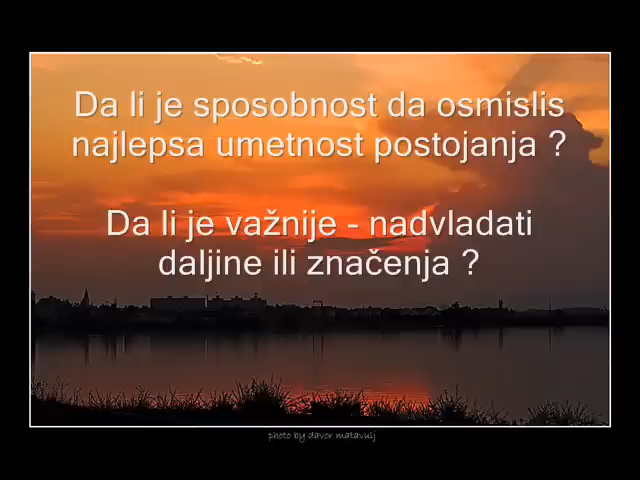 Da li je sposobnost da osmislis
najlepsa umetnost postojanja ?
Da li je važnije - nadvladati
daljine ili značenja ?
photo by davor matavulj